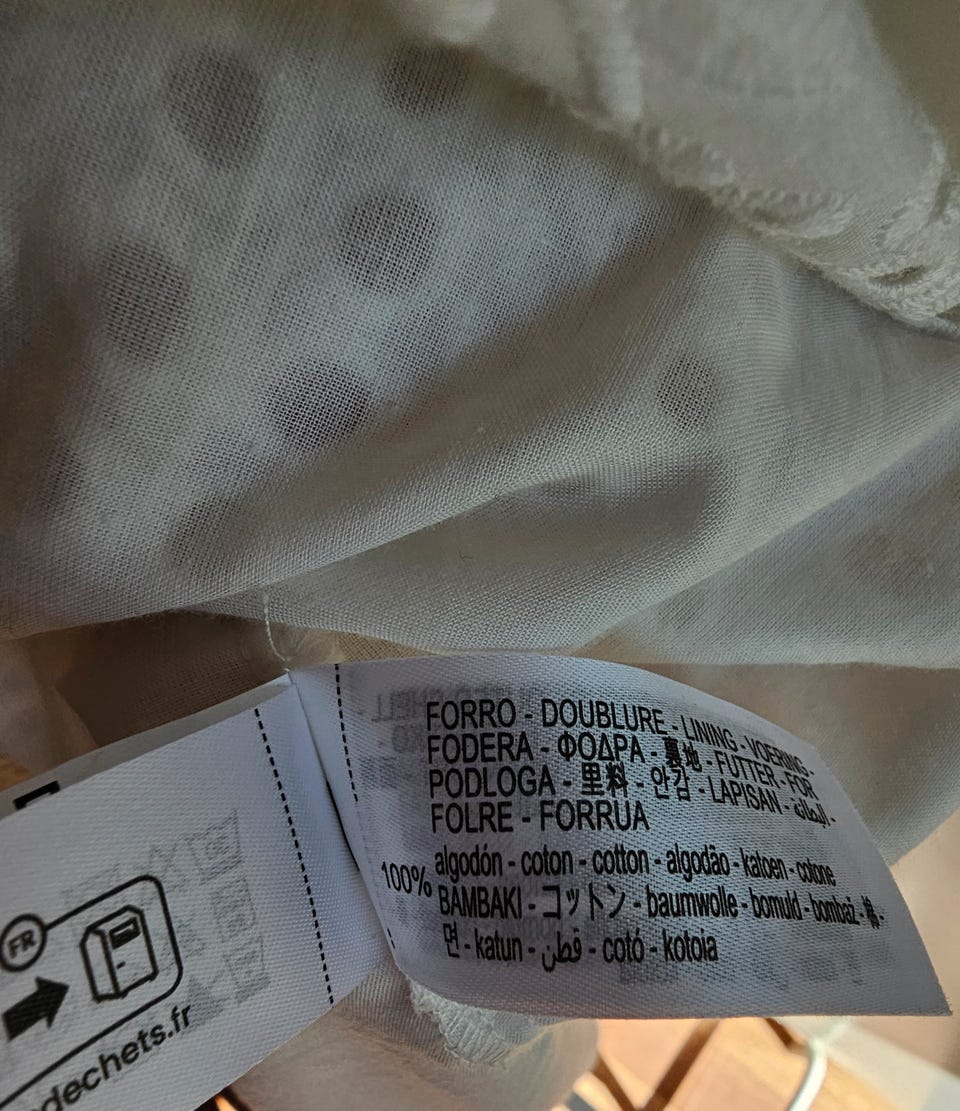 FORRO - DOUBLURE - LINING - VOERING -
FODERA - ΦΟΔΡΑ - 裏地 - FUTTER - FOR
PODLOGA - 里料 - 안감 - LAPISAN - البطانة -
FOLRE - FORRUA
100% algodón - coton - cotton - algodão - katoen - cotone
BAMBAKI - コットン - baumwolle - bomuld - bombaž - 棉 -
면 - katun - قطن - cotó - kotoia
FR
dechets.fr